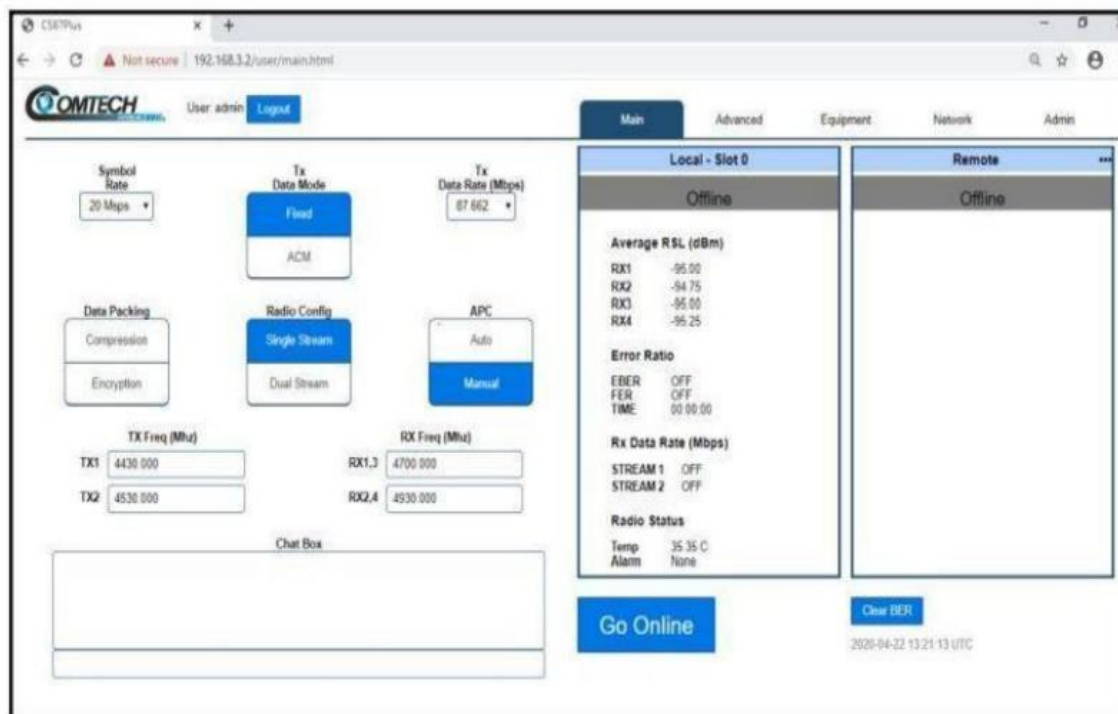 CS67Plus
Not secure 192.168.3.2/user/main.html
COMTECH
User: admin Logout
Main Advanced Equipment Network Admin
Symbol Rate
20 Msps
Tx Data Mode
Fixed
ACM
Tx Data Rate (Mbps)
87.662
Data Packing
Compression
Encryption
Radio Config
Single Stream
Dual Stream
APC
Auto
Manual
TX Freq (Mhz)
TX1 4430.000
TX2 4530.000
RX Freq (Mhz)
RX1,3 4700.000
RX2,4 4930.000
Chat Box
Local - Slot 0
Offline
Average RSL (dBm)
RX1 -95.00
RX2 -94.75
RX3 -95.00
RX4 -95.25
Error Ratio
EBER OFF
FER OFF
TIME 00:00:00
Rx Data Rate (Mbps)
STREAM 1 OFF
STREAM 2 OFF
Radio Status
Temp 35.35 C
Alarm None
Go Online
Remote ...
Offline
Clear BER
2020-04-22 13:21:13 UTC